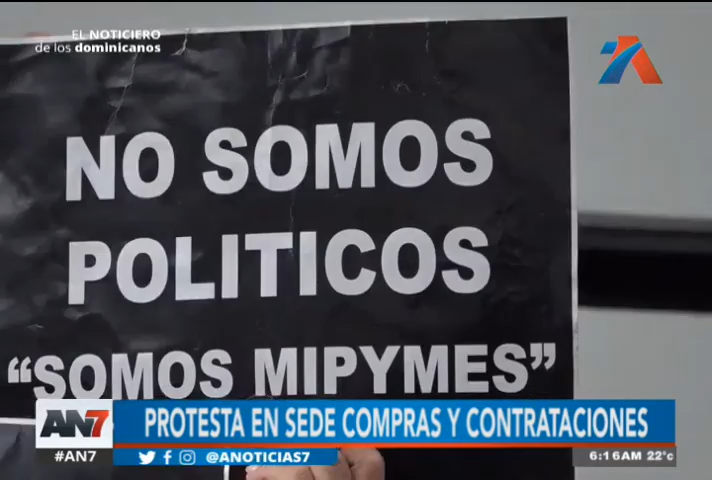 EL NOTICIERO
de los dominicanos
NO SOMOS
POLITICOS
“SOMOS MIPYMES”
AN7
PROTESTA EN SEDE COMPRAS Y CONTRATACIONES
#AN7
@ANOTICIAS7
6:16AM 22°c